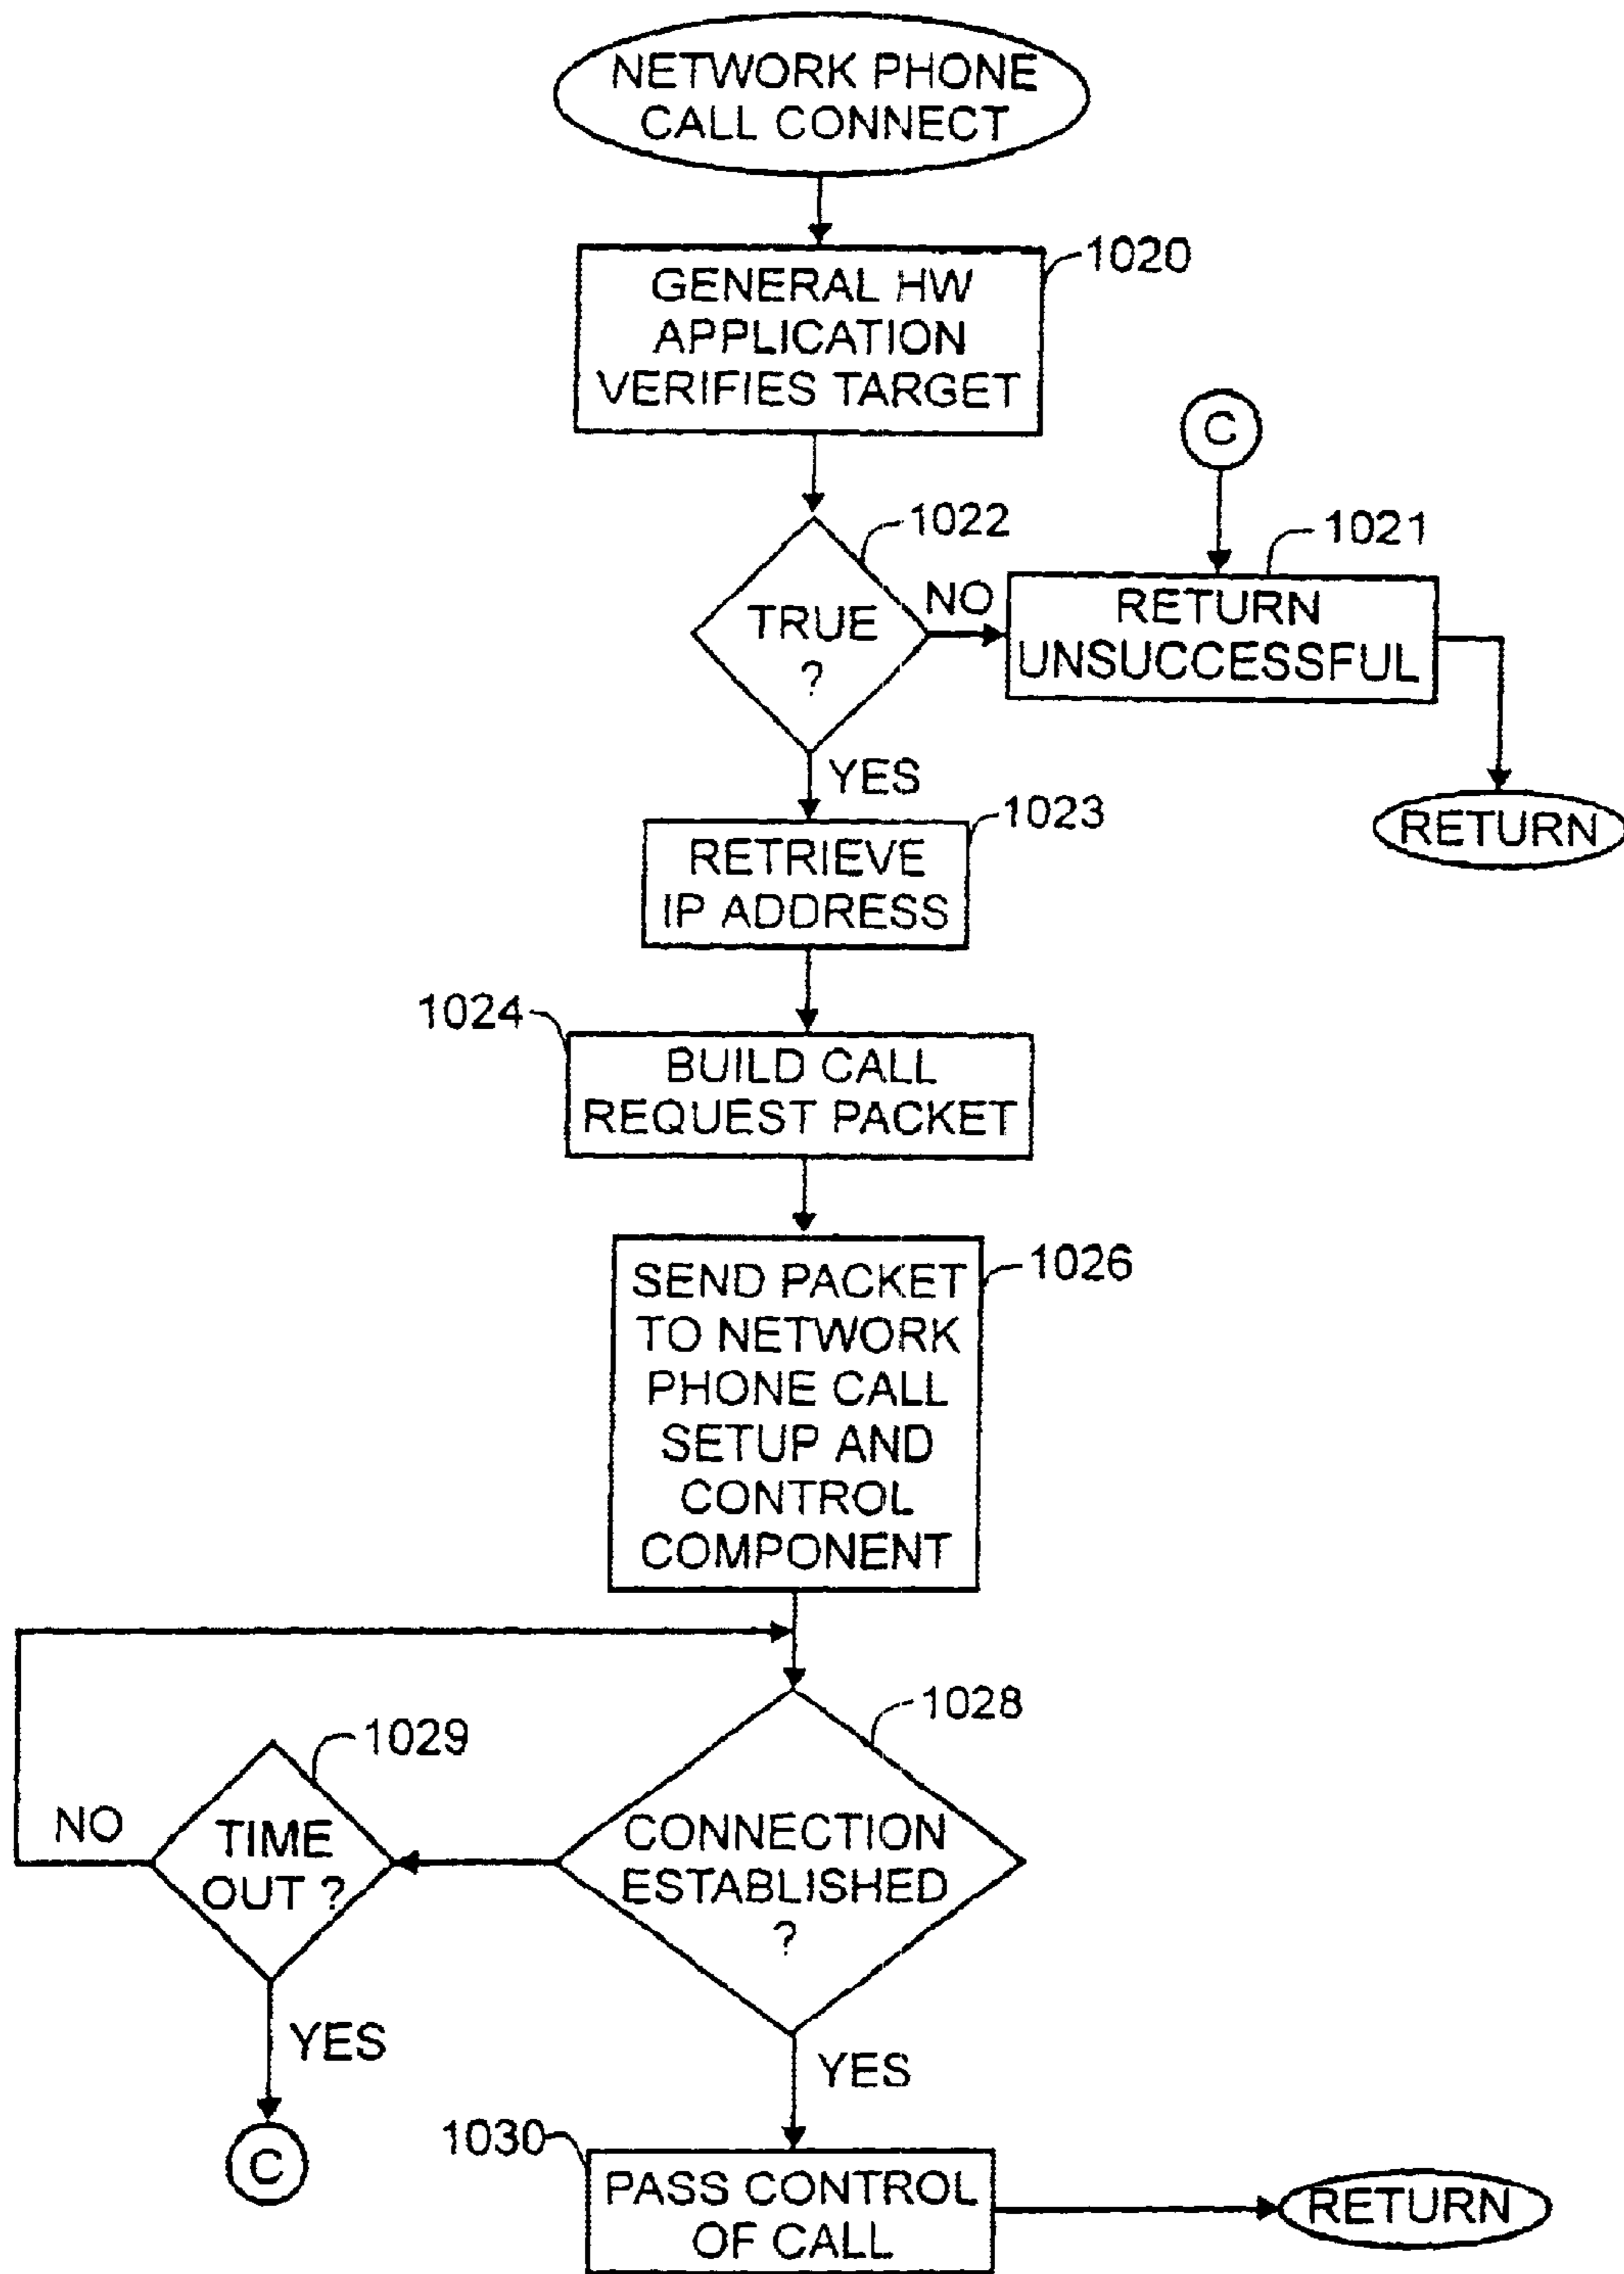 NETWORK PHONE
CALL CONNECT
1020
GENERAL HW
APPLICATION
VERIFIES TARGET
C
1022
1021
TRUE
?
NO
RETURN
UNSUCCESSFUL
YES
RETURN
1023
RETRIEVE
IP ADDRESS
1024
BUILD CALL
REQUEST PACKET
1026
SEND PACKET
TO NETWORK
PHONE CALL
SETUP AND
CONTROL
COMPONENT
1028
1029
NO
TIME
OUT ?
CONNECTION
ESTABLISHED
?
YES
YES
C
1030
PASS CONTROL
OF CALL
RETURN